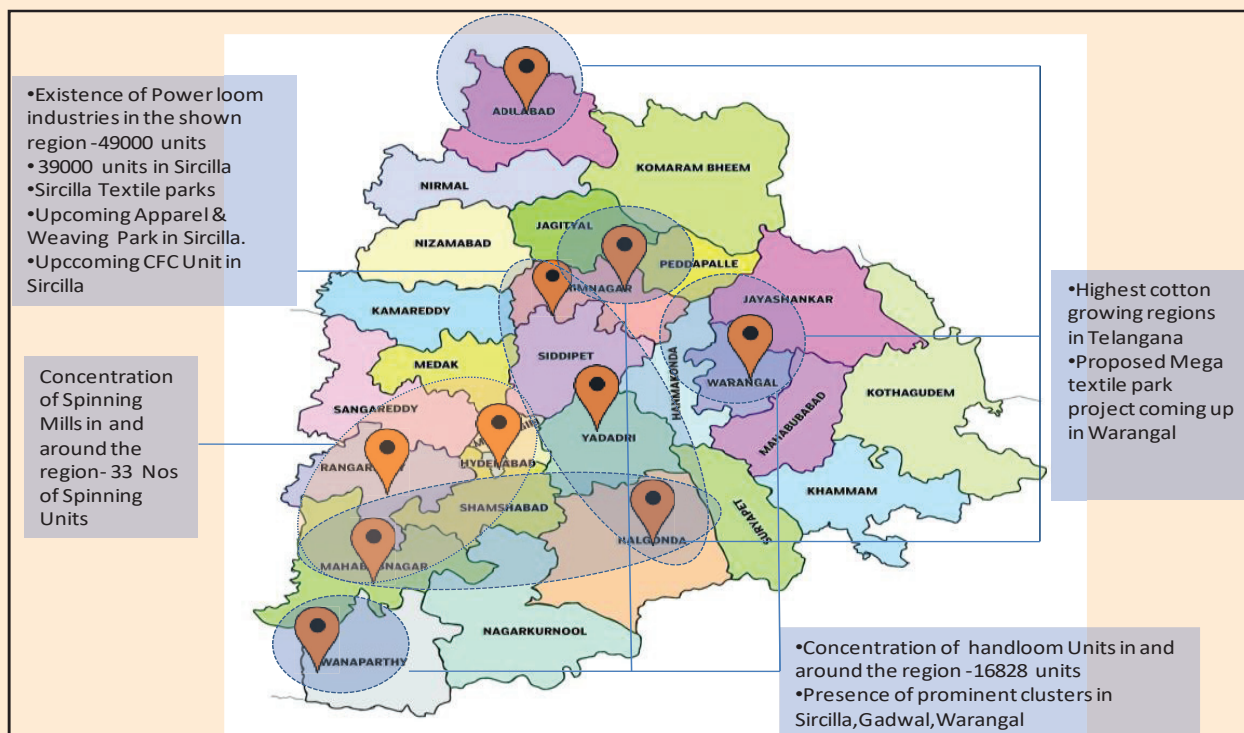 •Existence of Power loom
industries in the shown
region -49000 units
•39000 units in Sircilla
•Sircilla Textile parks
•Upcoming Apparel &
Weaving Park in Sircilla.
•Upccoming CFC Unit in
Sircilla
Concentration
of Spinning
Mills in and
around the
region- 33 Nos
of Spinning
Units
ADILABAD
KOMARAM BHEEM
NIRMAL
JAGITYAL
NIZAMABAD
PEDDAPALLE
JAYASHANKAR
KAMAREDDY
SIDDIPET
MEDAK
HANMAKONDA
WARANGAL
KOTHAGUDEM
MAHABUBABAD
SANGAREDDY
YADADRI
HYDERABAD
KHAMMAM
SHAMSHABAD
SURYAPET
NALGONDA
NAGARKURNOOL
WANAPARTHY
•Highest cotton
growing regions
in Telangana
•Proposed Mega
textile park
project coming up
in Warangal
•Concentration of handloom Units in and
around the region -16828 units
•Presence of prominent clusters in
Sircilla,Gadwal,Warangal